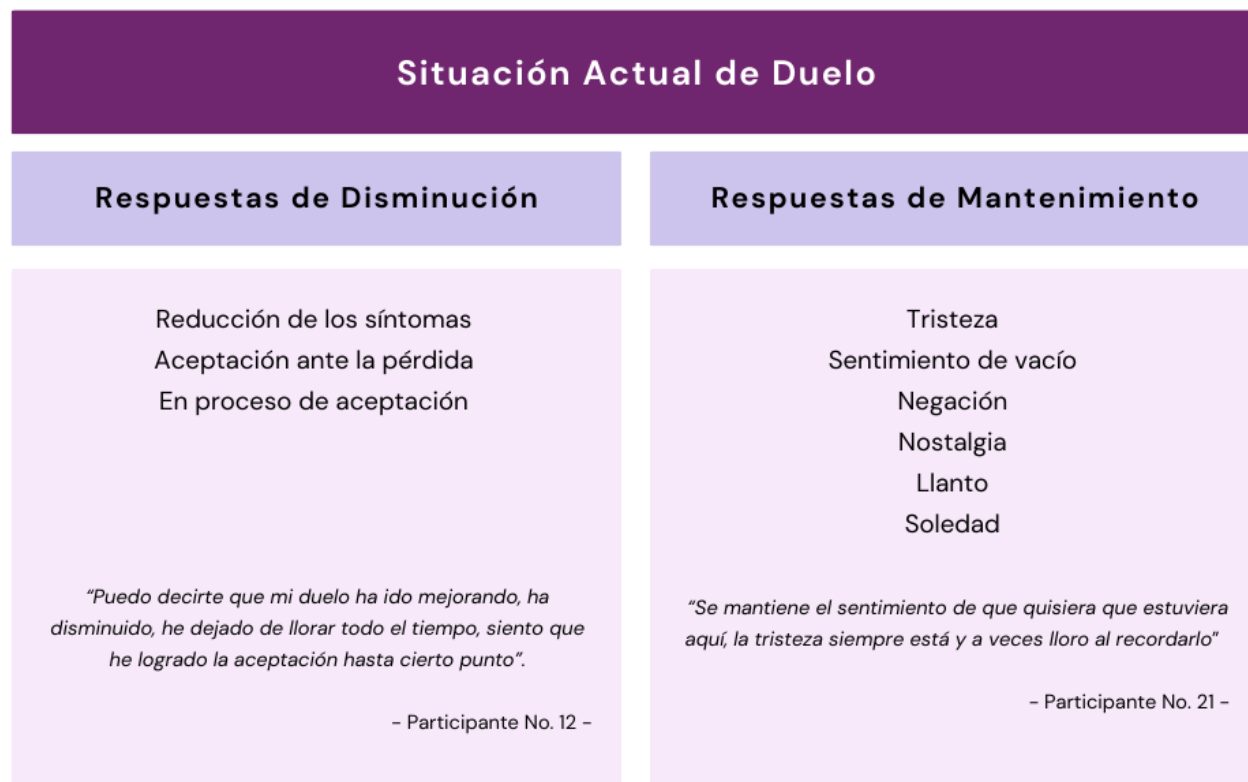 Situación Actual de Duelo
Respuestas de Disminución
Reducción de los síntomas
Aceptación ante la pérdida
En proceso de aceptación
“Puedo decirte que mi duelo ha ido mejorando, ha
disminuido, he dejado de llorar todo el tiempo, siento que
he logrado la aceptación hasta cierto punto”.
- Participante No. 12 -
Respuestas de Mantenimiento
Tristeza
Sentimiento de vacío
Negación
Nostalgia
Llanto
Soledad
“Se mantiene el sentimiento de que quisiera que estuviera
aquí, la tristeza siempre está y a veces lloro al recordarlo”
- Participante No. 21 -